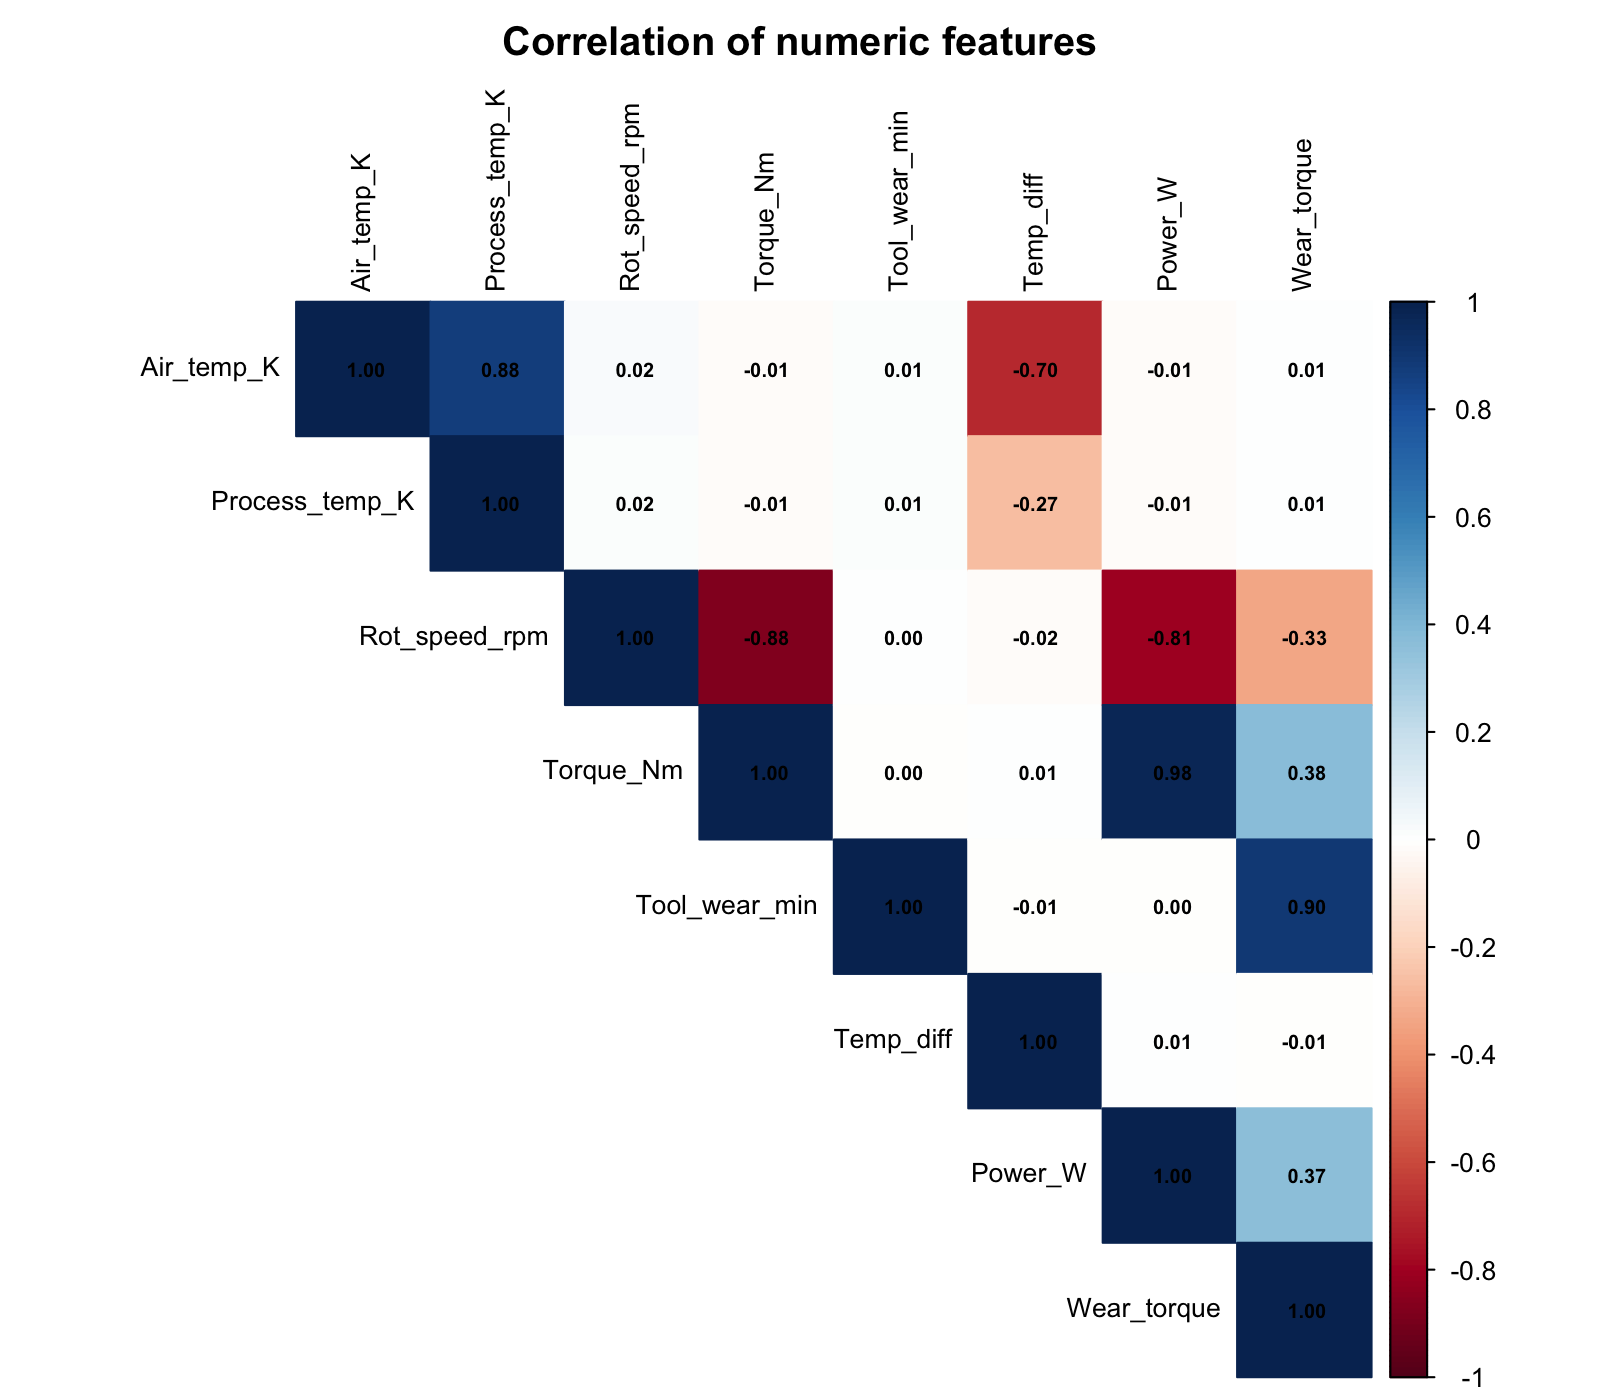 Correlation of numeric features
Air_temp_K
Process_temp_K
Rot_speed_rpm
Torque_Nm
Tool_wear_min
Temp_diff
Power_W
Wear_torque
Air_temp_K 1.00 0.88 0.02 -0.01 0.01 -0.70 -0.01 0.01
Process_temp_K 1.00 0.02 -0.01 0.01 -0.27 -0.01 0.01
Rot_speed_rpm 1.00 -0.88 0.00 -0.02 -0.81 -0.33
Torque_Nm 1.00 0.00 0.01 0.98 0.38
Tool_wear_min 1.00 -0.01 0.00 0.90
Temp_diff 1.00 0.01 -0.01
Power_W 1.00 0.37
Wear_torque 1.00
1
0.8
0.6
0.4
0.2
0
-0.2
-0.4
-0.6
-0.8
-1